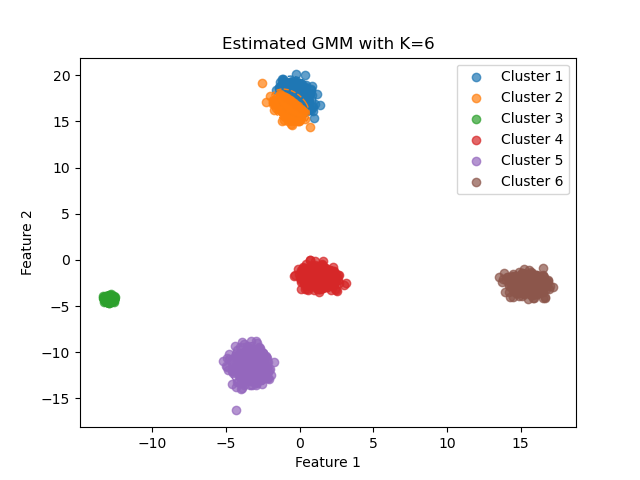 Estimated GMM with K=6
20
15
10
5
0
−5
−10
−15
Feature 2
Cluster 1
Cluster 2
Cluster 3
Cluster 4
Cluster 5
Cluster 6
−10
−5
0
5
10
15
Feature 1